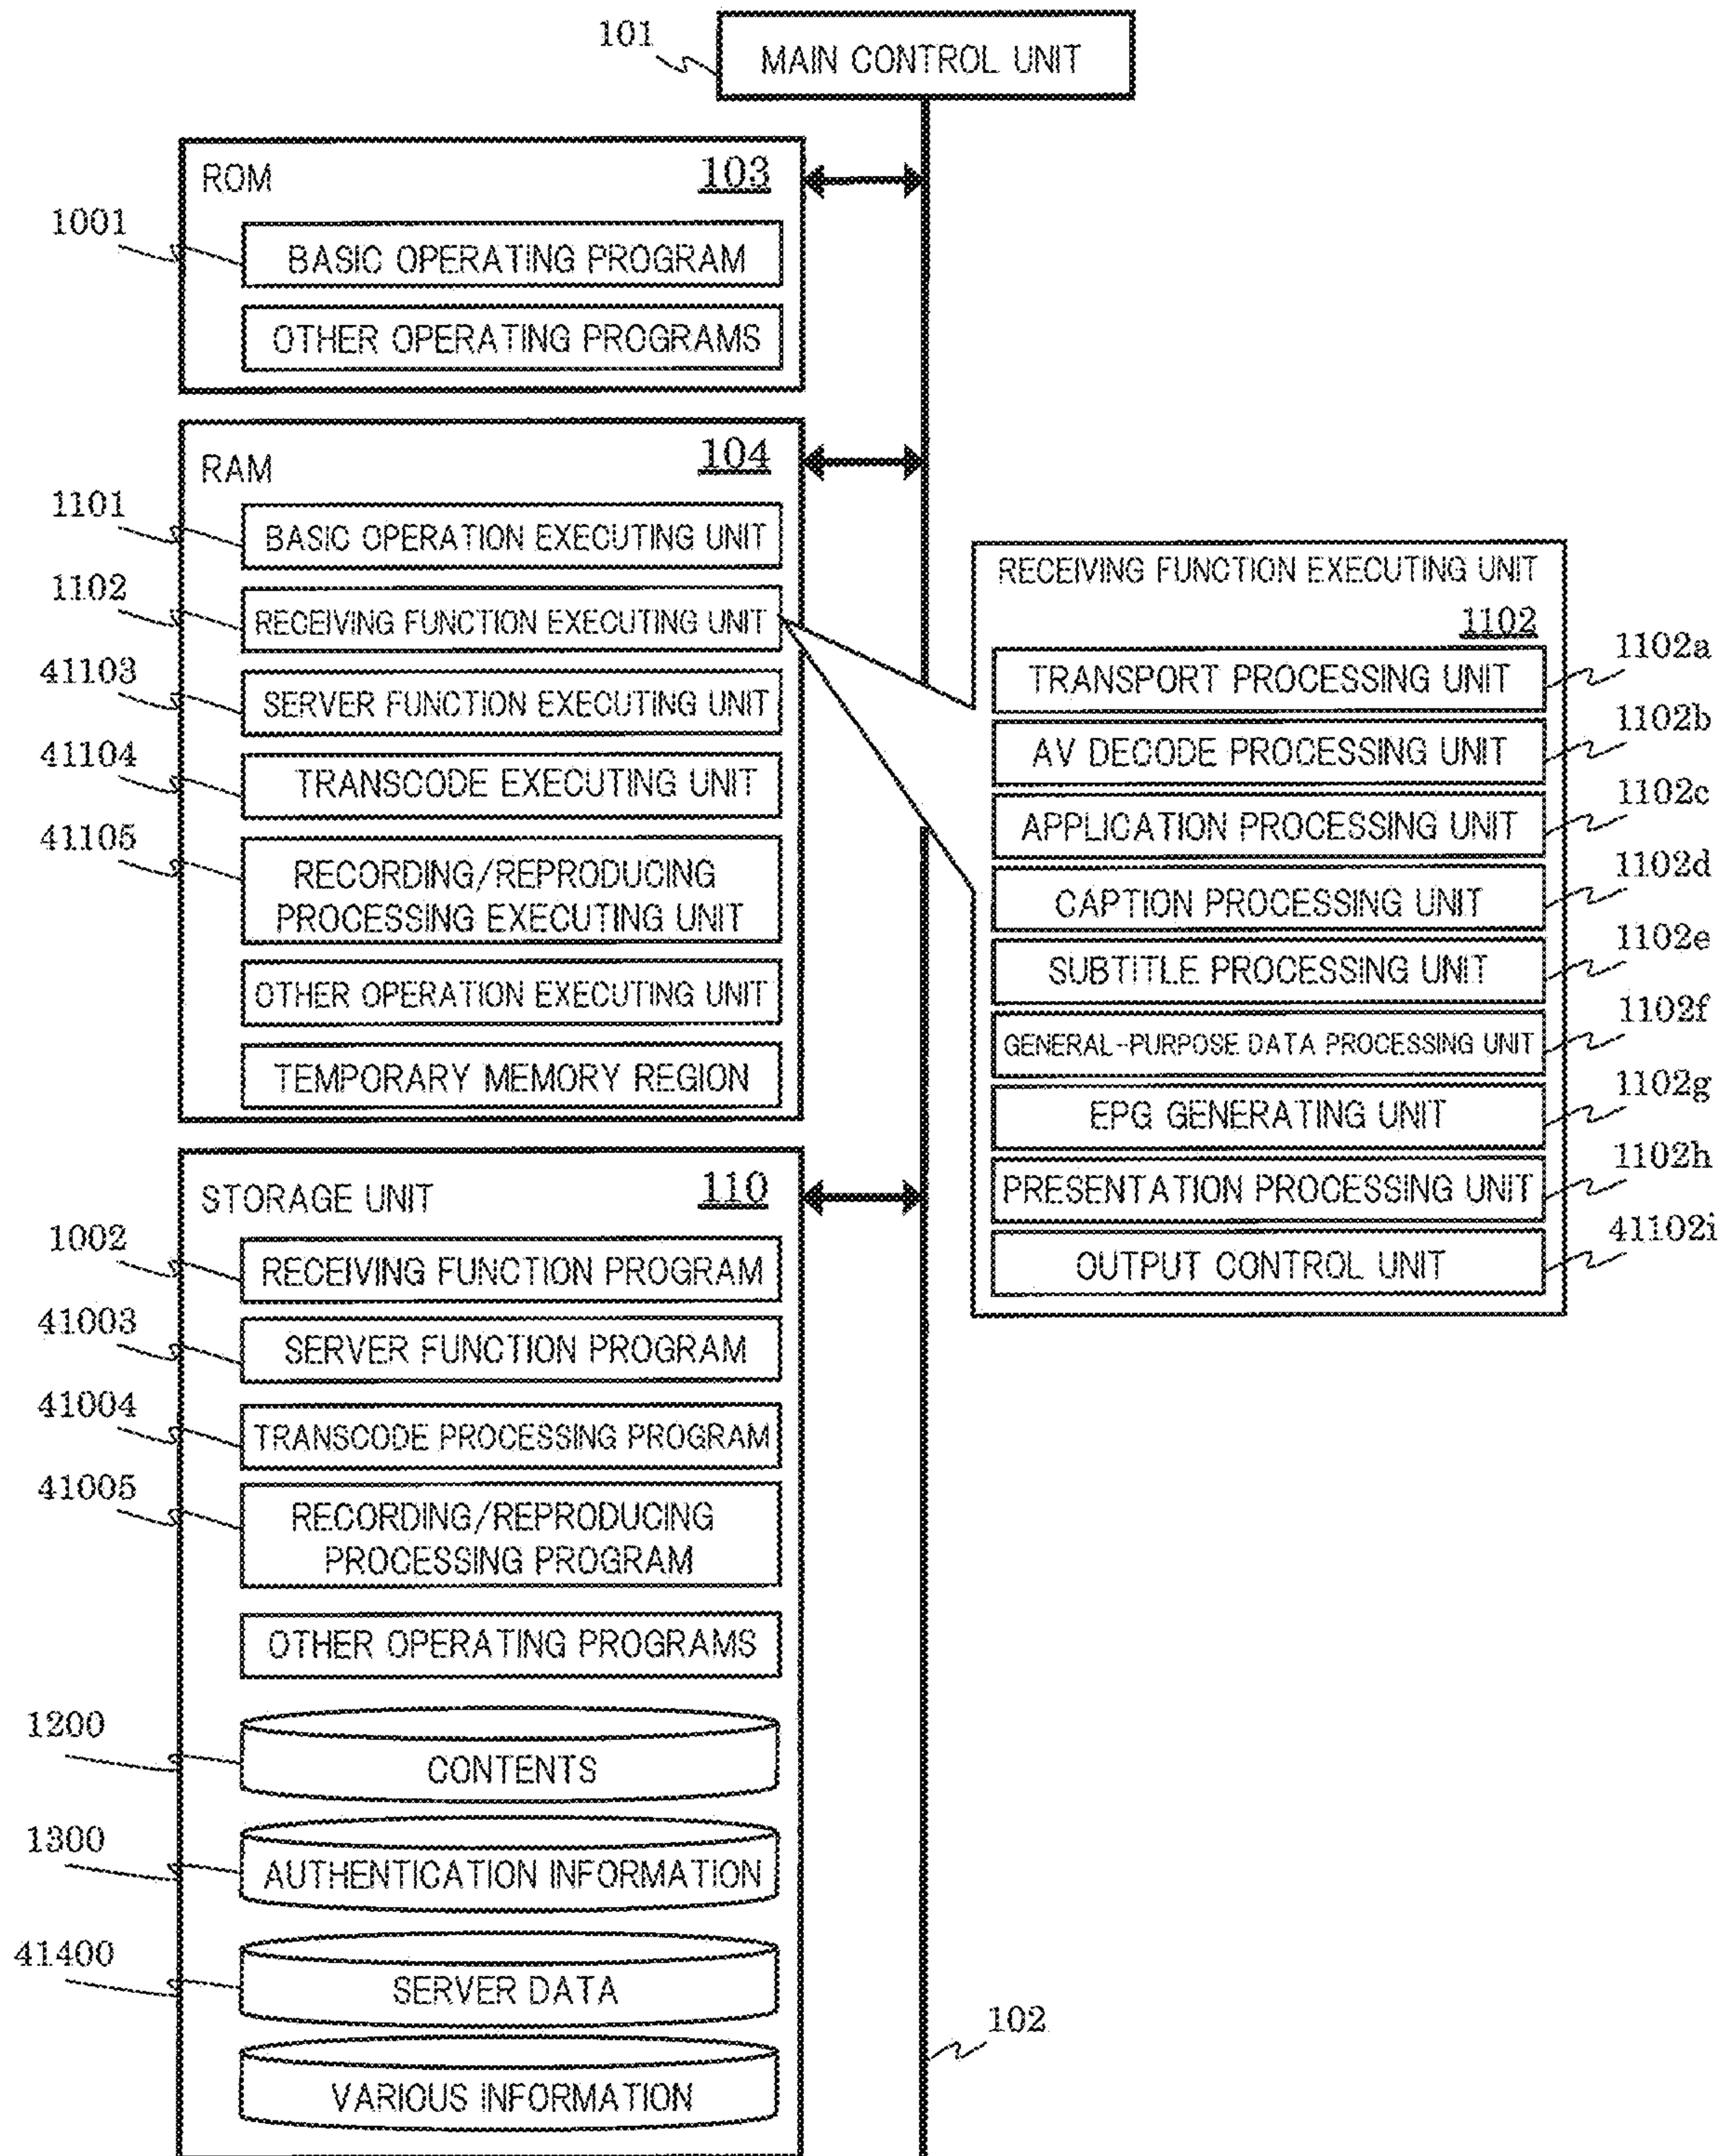 101
MAIN CONTROL UNIT
ROM
103
1001
BASIC OPERATING PROGRAM
OTHER OPERATING PROGRAMS
RAM
104
1101
BASIC OPERATION EXECUTING UNIT
1102
RECEIVING FUNCTION EXECUTING UNIT
41103
SERVER FUNCTION EXECUTING UNIT
41104
TRANSCODE EXECUTING UNIT
41105
RECORDING/REPRODUCING
PROCESSING EXECUTING UNIT
OTHER OPERATION EXECUTING UNIT
TEMPORARY MEMORY REGION
RECEIVING FUNCTION EXECUTING UNIT
1102
TRANSPORT PROCESSING UNIT
1102a
AV DECODE PROCESSING UNIT
1102b
APPLICATION PROCESSING UNIT
1102c
CAPTION PROCESSING UNIT
1102d
SUBTITLE PROCESSING UNIT
1102e
GENERAL-PURPOSE DATA PROCESSING UNIT
1102f
EPG GENERATING UNIT
1102g
PRESENTATION PROCESSING UNIT
1102h
OUTPUT CONTROL UNIT
41102i
STORAGE UNIT
110
1002
RECEIVING FUNCTION PROGRAM
41003
SERVER FUNCTION PROGRAM
41004
TRANSCODE PROCESSING PROGRAM
41005
RECORDING/REPRODUCING
PROCESSING PROGRAM
OTHER OPERATING PROGRAMS
1200
CONTENTS
1300
AUTHENTICATION INFORMATION
41400
SERVER DATA
VARIOUS INFORMATION
102